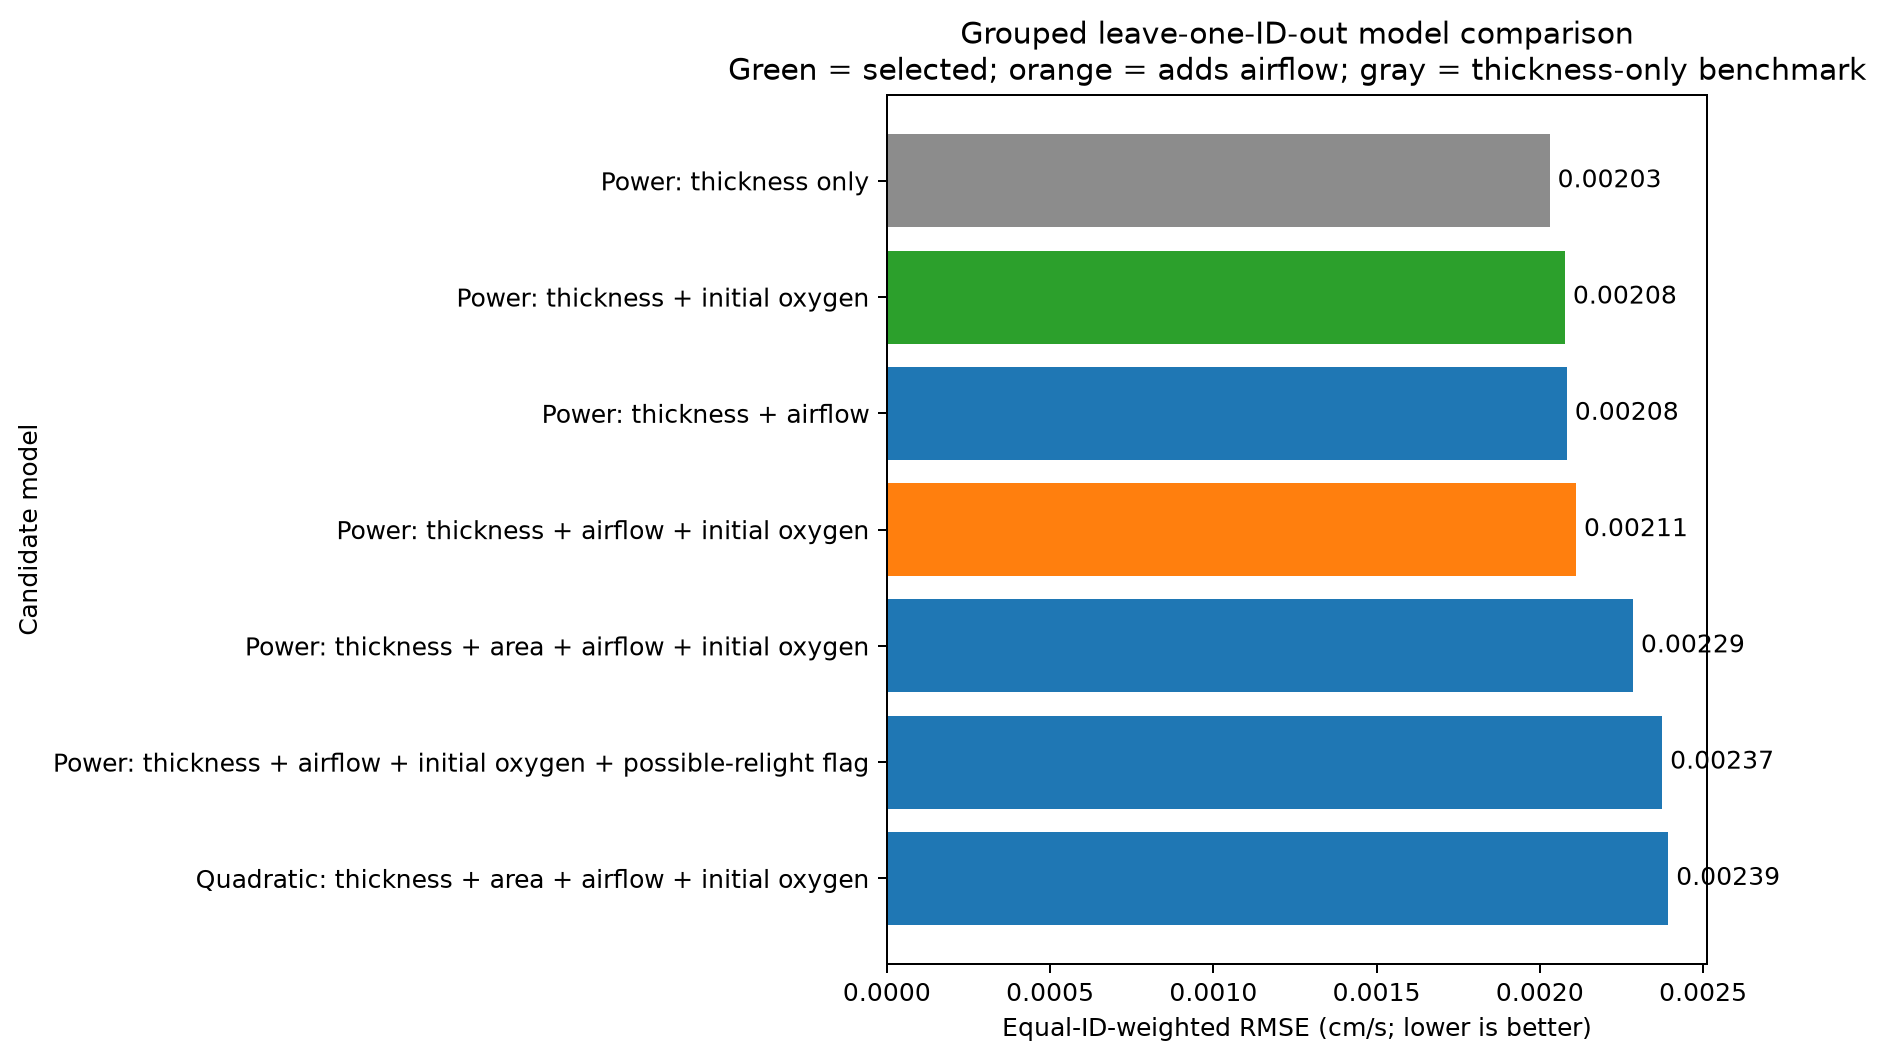 Grouped leave-one-ID-out model comparison
Green = selected; orange = adds airflow; gray = thickness-only benchmark
Candidate model
Power: thickness only
0.00203
Power: thickness + initial oxygen
0.00208
Power: thickness + airflow
0.00208
Power: thickness + airflow + initial oxygen
0.00211
Power: thickness + area + airflow + initial oxygen
0.00229
Power: thickness + airflow + initial oxygen + possible-relight flag
0.00237
Quadratic: thickness + area + airflow + initial oxygen
0.00239
0.0000 0.0005 0.0010 0.0015 0.0020 0.0025
Equal-ID-weighted RMSE (cm/s; lower is better)